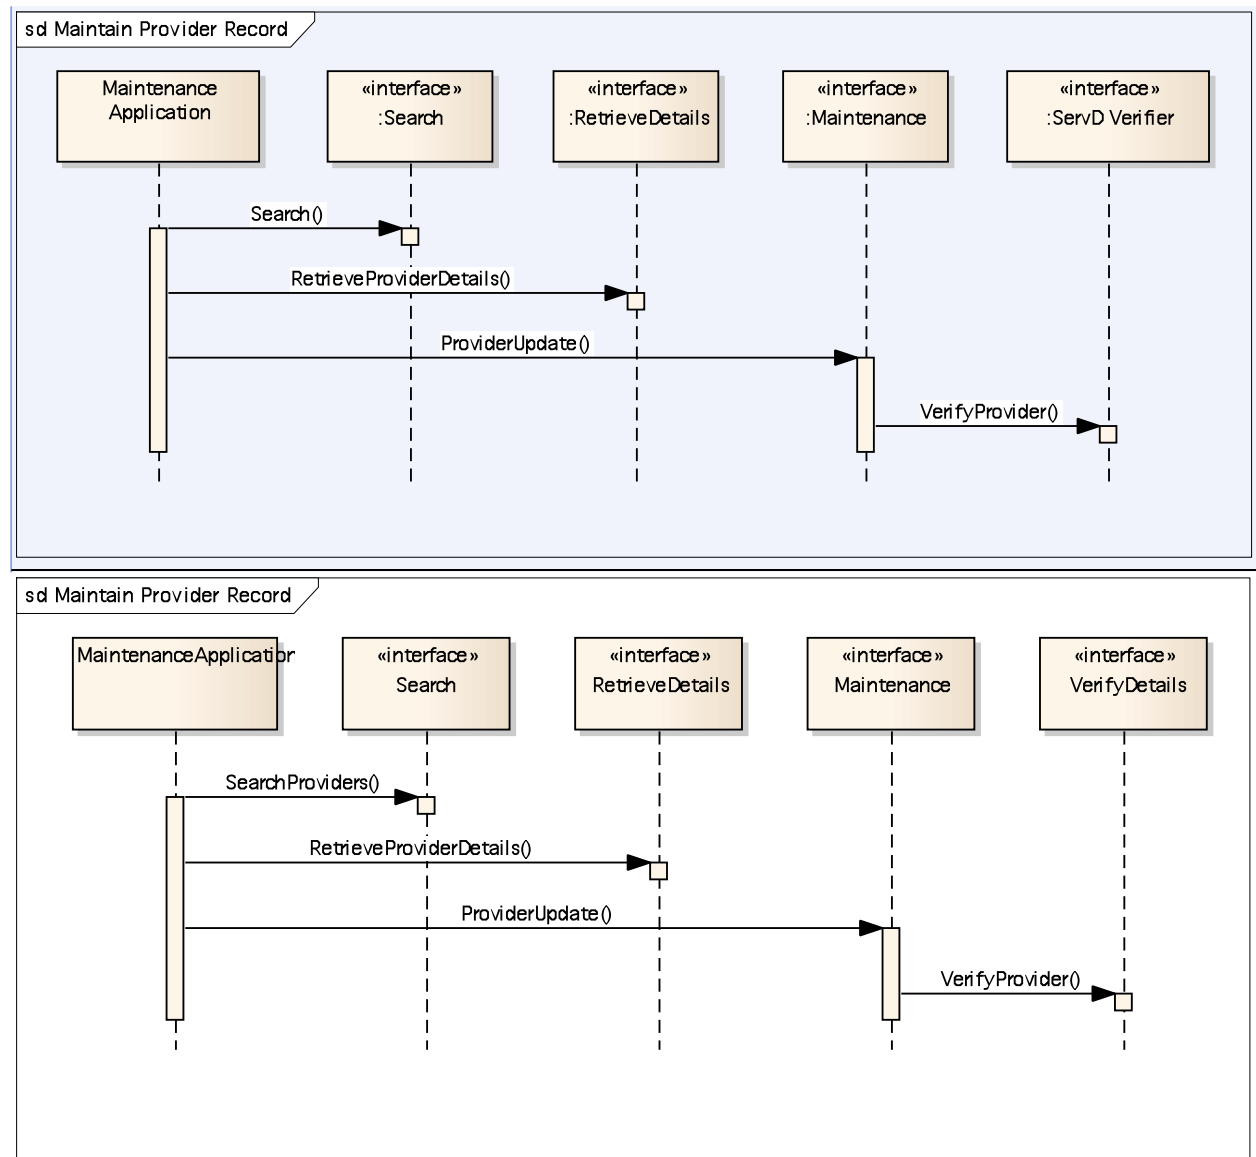 sd Maintain Provider Record
Maintenance
Application
«interface»
:Search
«interface»
:RetrieveDetails
«interface»
:Maintenance
«interface»
:ServD Verifier
Search()
RetrieveProviderDetails()
ProviderUpdate()
VerifyProvider()
sd Maintain Provider Record
MaintenanceApplication
«interface»
Search
«interface»
RetrieveDetails
«interface»
Maintenance
«interface»
VerifyDetails
SearchProviders()
RetrieveProviderDetails()
ProviderUpdate()
VerifyProvider()